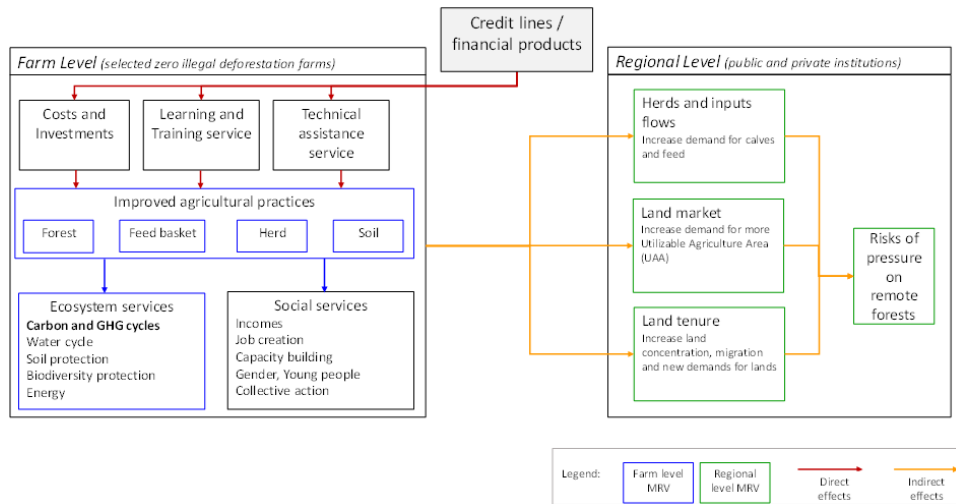 Credit lines /
financial products
Farm Level (selected zero illegal deforestation farms)
Costs and
Investments
Learning and
Training service
Technical
assistance
service
Improved agricultural practices
Forest
Feed basket
Herd
Soil
Ecosystem services
Carbon and GHG cycles
Water cycle
Soil protection
Biodiversity protection
Energy
Social services
Incomes
Job creation
Capacity building
Gender, Young people
Collective action
Regional Level (public and private institutions)
Herds and inputs
flows
Increase demand for calves
and feed
Land market
Increase demand for more
Utilizable Agriculture Area
(UAA)
Land tenure
Increase land
concentration, migration
and new demands for lands
Risks of
pressure
on
remote
forests
Legend:
Farm level
MRV
Regional
level MRV
Direct
effects
Indirect
effects